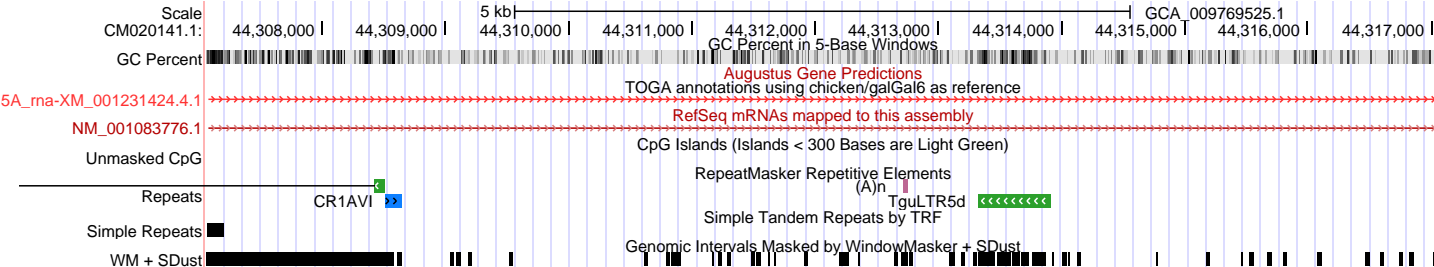 Scale 5 kb GCA_009769525.1
CM020141.1: 44,308,000 44,309,000 44,310,000 44,311,000 44,312,000 44,313,000 44,314,000 44,315,000 44,316,000 44,317,000
GC Percent in 5-Base Windows
GC Percent
Augustus Gene Predictions
TOGA annotations using chicken/galGal6 as reference
5A_rna-XM_001231424.4.1
RefSeq mRNAs mapped to this assembly
NM_001083776.1
CpG Islands (Islands < 300 Bases are Light Green)
Unmasked CpG
RepeatMasker Repetitive Elements
(A)n
Repeats CR1AVI TguLTR5d
Simple Tandem Repeats by TRF
Simple Repeats
Genomic Intervals Masked by WindowMasker + SDust
WM + SDust